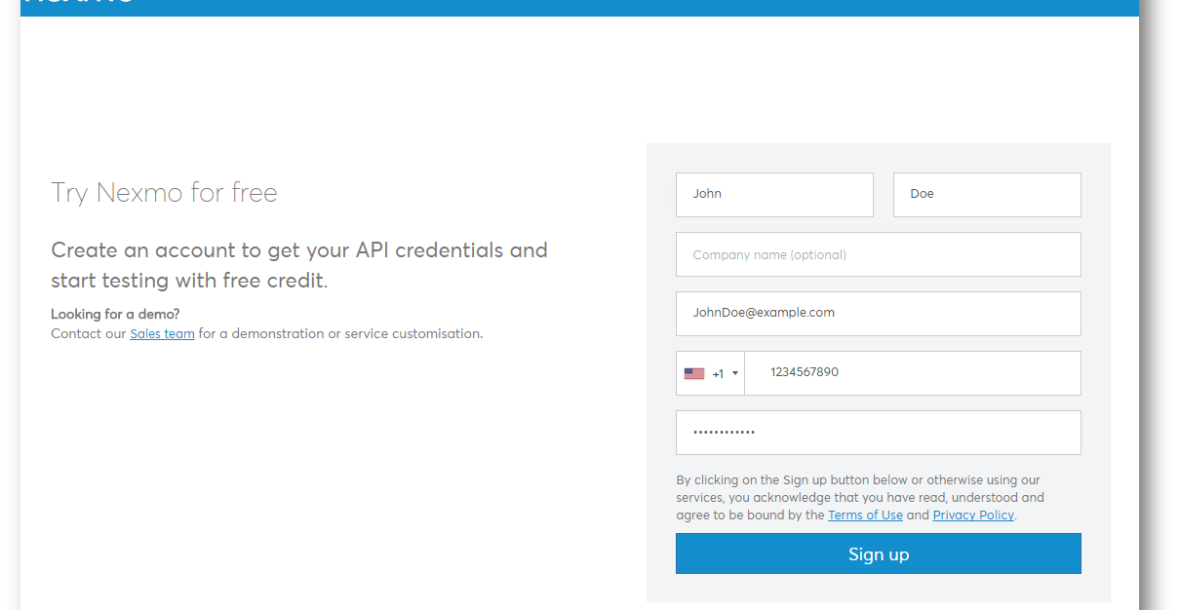 Try Nexmo for free
Create an account to get your API credentials and
start testing with free credit.
Looking for a demo?
Contact our Sales team for a demonstration or service customisation.
John
Doe
Company name (optional)
JohnDoe@example.com
+1
1234567890
••••••••••••
By clicking on the Sign up button below or otherwise using our
services, you acknowledge that you have read, understood and
agree to be bound by the Terms of Use and Privacy Policy.
Sign up